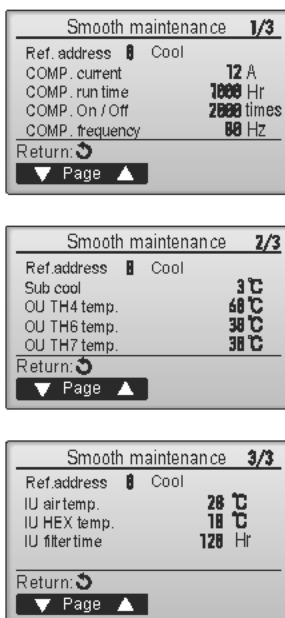 Smooth maintenance 1/3
Ref. address 0 Cool
COMP. current 12 A
COMP. run time 1000 Hr
COMP. On / Off 2000 times
COMP. frequency 80 Hz
Return:
Page
Smooth maintenance 2/3
Ref.address 0 Cool
Sub cool 3 ℃
OU TH4 temp. 60 ℃
OU TH6 temp. 30 ℃
OU TH7 temp. 30 ℃
Return:
Page
Smooth maintenance 3/3
Ref.address 0 Cool
IU air temp. 28 ℃
IU HEX temp. 10 ℃
IU filter time 120 Hr
Return:
Page